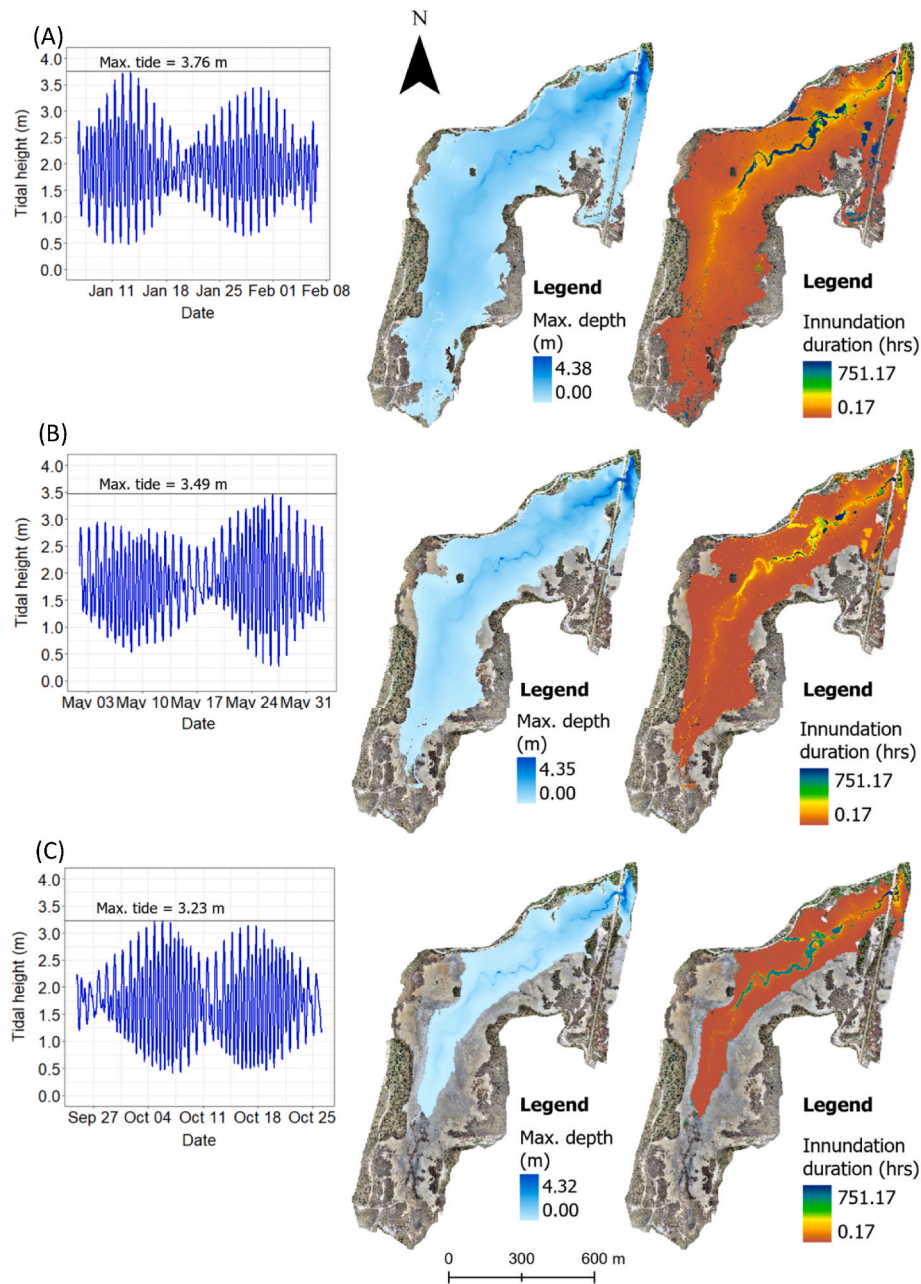 (A)
Max. tide = 3.76 m
4.0
3.5
3.0
2.5
2.0
1.5
1.0
0.5
0.0
Tidal height (m)
Jan 11 Jan 18 Jan 25 Feb 01 Feb 08
Date
N
Legend
Max. depth
(m)
4.38
0.00
Legend
Innundation
duration (hrs)
751.17
0.17
(B)
Max. tide = 3.49 m
4.0
3.5
3.0
2.5
2.0
1.5
1.0
0.5
0.0
Tidal height (m)
May 03 May 10 May 17 May 24 May 31
Date
Legend
Max. depth
(m)
4.35
0.00
Legend
Innundation
duration (hrs)
751.17
0.17
(C)
Max. tide = 3.23 m
4.0
3.5
3.0
2.5
2.0
1.5
1.0
0.5
0.0
Tidal height (m)
Sep 27 Oct 04 Oct 11 Oct 18 Oct 25
Date
Legend
Max. depth
(m)
4.32
0.00
Legend
Innundation
duration (hrs)
751.17
0.17
0 300 600 m